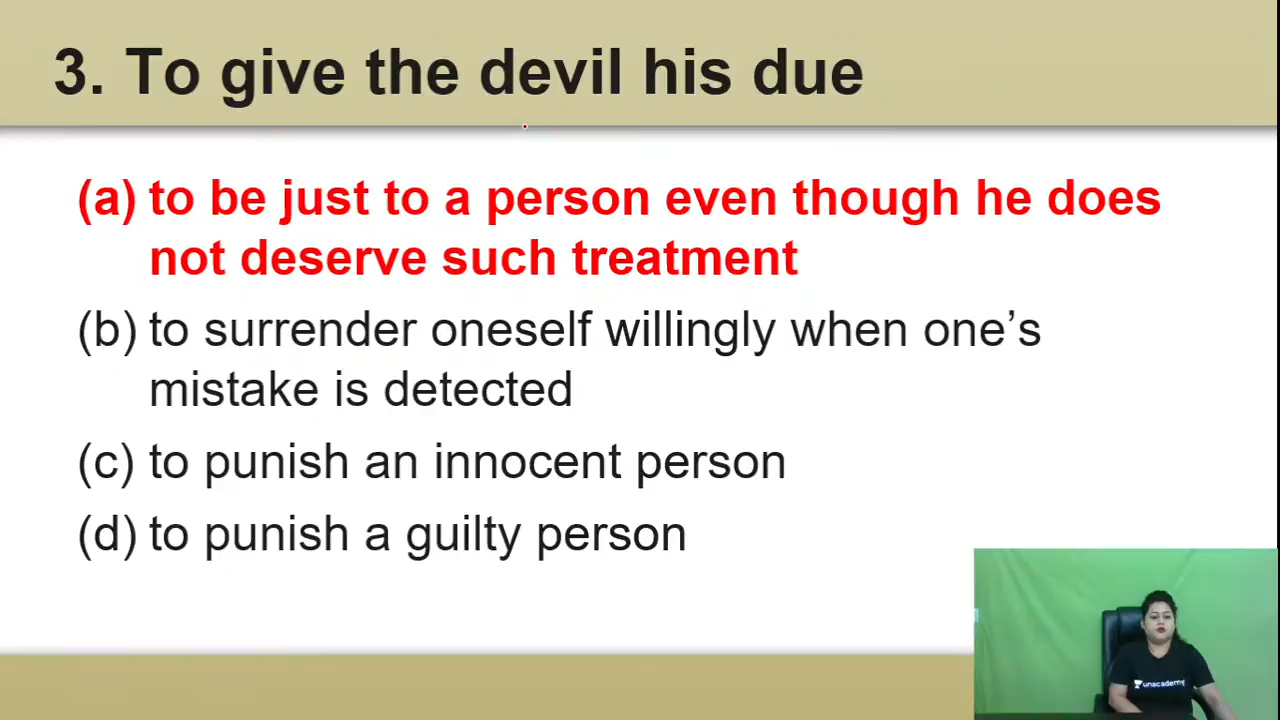 3. To give the devil his due
(a) to be just to a person even though he does
not deserve such treatment
(b) to surrender oneself willingly when one’s
mistake is detected
(c) to punish an innocent person
(d) to punish a guilty person
unacademy